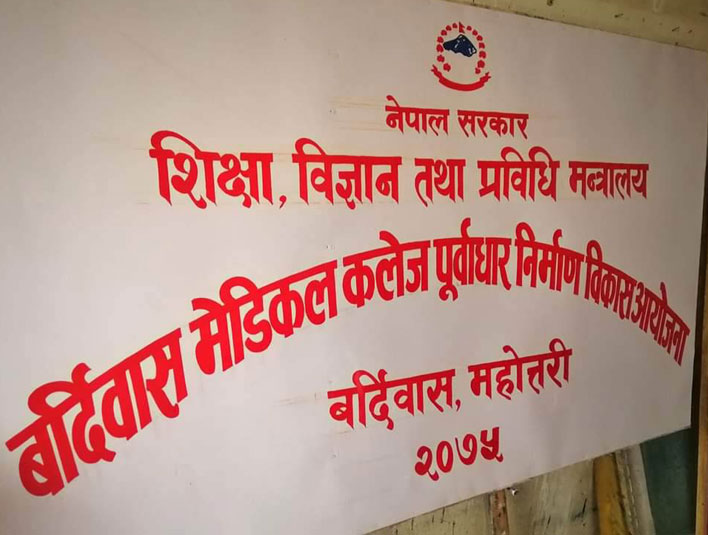 नेपाल सरकार
शिक्षा, विज्ञान तथा प्रविधि मन्त्रालय
बर्दिवास मेडिकल कलेज पूर्वाधार निर्माण विकास आयोजना
बर्दिवास, महोत्तरी
२०७५